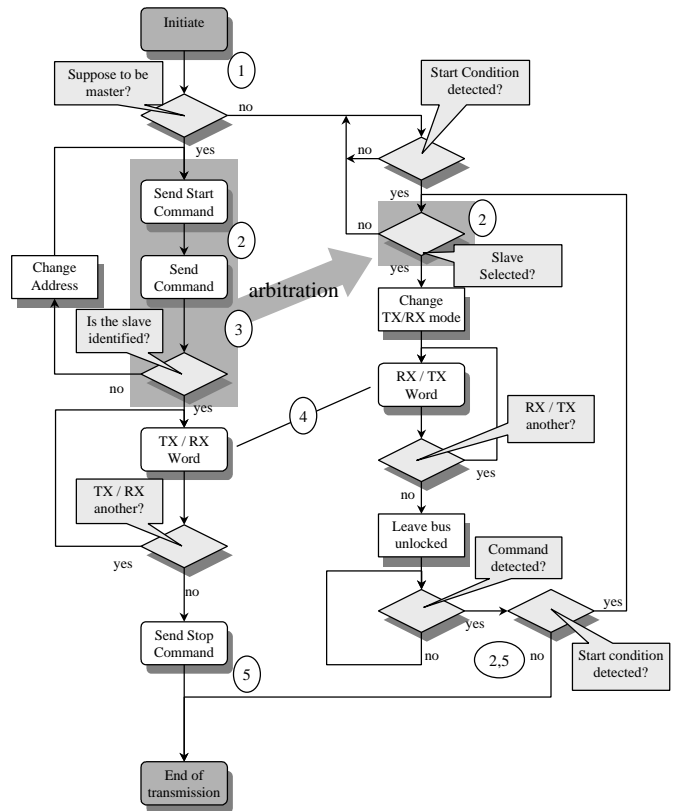 Initiate
1
Suppose to be
master?
Start Condition
detected?
no
no
yes
yes
Send Start
Command
2
no
2
Slave
Selected?
yes
Change
Address
Send
Command
arbitration
Change
TX/RX mode
3
Is the slave
identified?
no
yes
RX / TX
Word
4
RX / TX
another?
TX / RX
Word
yes
no
TX / RX
another?
Leave bus
unlocked
yes
no
Command
detected?
yes
yes
Send Stop
Command
no
2,5
no
Start condition
detected?
5
End of
transmission